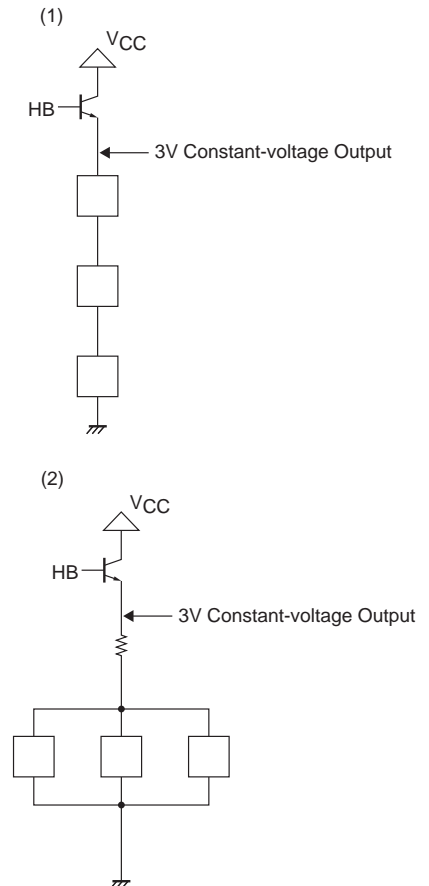 (1)
VCC
HB
3V Constant-voltage Output
(2)
VCC
HB
3V Constant-voltage Output